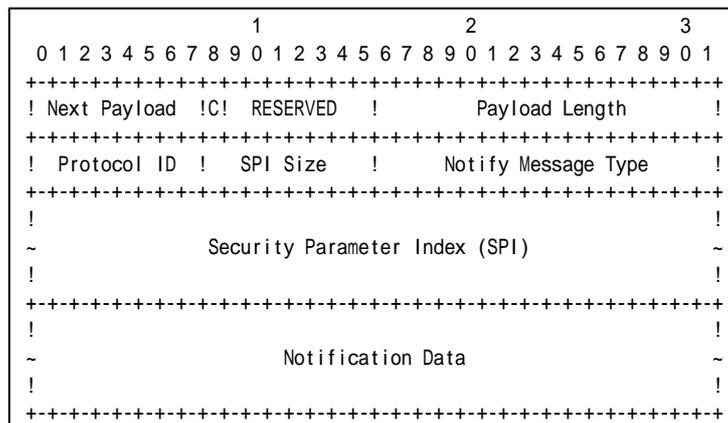 1                   2                   3
 0 1 2 3 4 5 6 7 8 9 0 1 2 3 4 5 6 7 8 9 0 1 2 3 4 5 6 7 8 9 0 1
+-+-+-+-+-+-+-+-+-+-+-+-+-+-+-+-+-+-+-+-+-+-+-+-+-+-+-+-+-+-+-+-+
! Next Payload  !C!  RESERVED   !         Payload Length        !
+-+-+-+-+-+-+-+-+-+-+-+-+-+-+-+-+-+-+-+-+-+-+-+-+-+-+-+-+-+-+-+-+
!  Protocol ID  !   SPI Size    !      Notify Message Type      !
+-+-+-+-+-+-+-+-+-+-+-+-+-+-+-+-+-+-+-+-+-+-+-+-+-+-+-+-+-+-+-+-+
!                                                               !
~                Security Parameter Index (SPI)                 ~
!                                                               !
+-+-+-+-+-+-+-+-+-+-+-+-+-+-+-+-+-+-+-+-+-+-+-+-+-+-+-+-+-+-+-+-+
!                                                               !
~                       Notification Data                       ~
!                                                               !
+-+-+-+-+-+-+-+-+-+-+-+-+-+-+-+-+-+-+-+-+-+-+-+-+-+-+-+-+-+-+-+-+